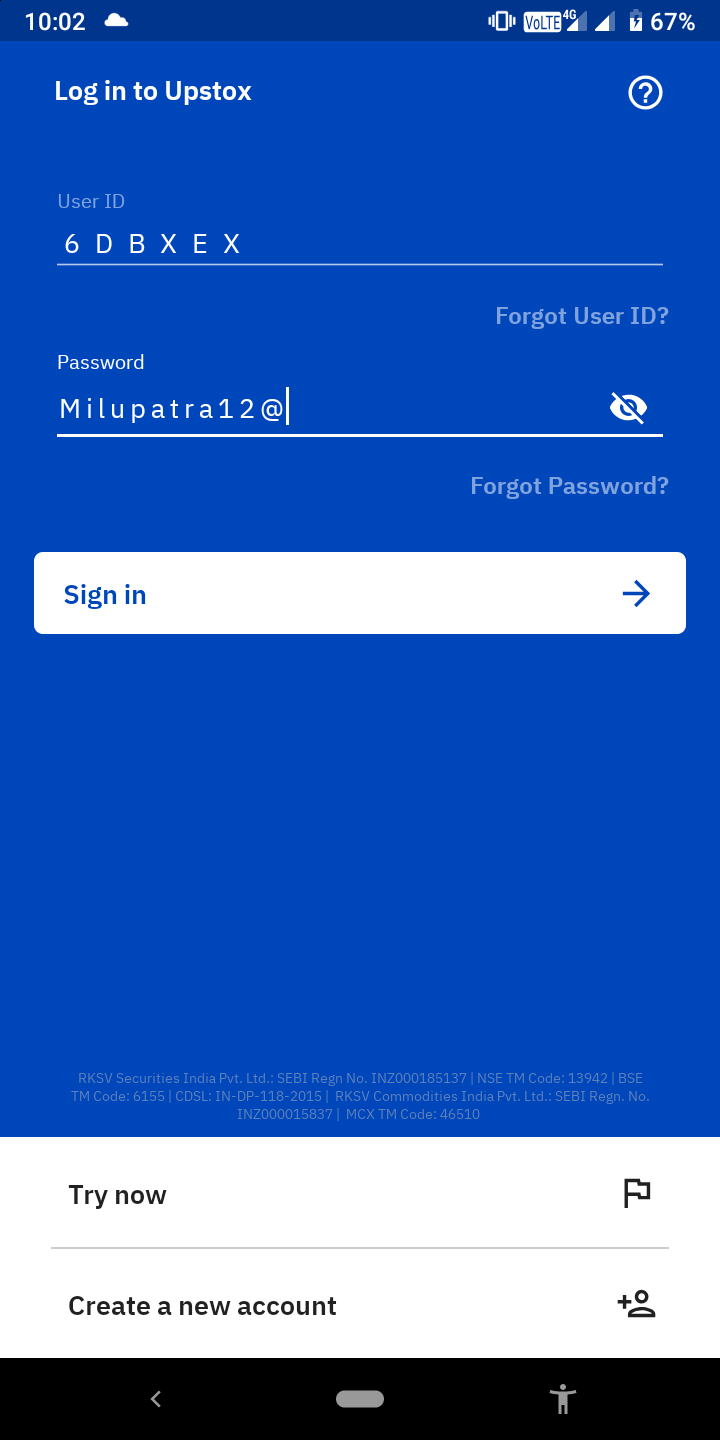 10:02 VoLTE 4G 67%
Log in to Upstox
User ID
6DBXEX
Forgot User ID?
Password
Milupatra12@
Forgot Password?
Sign in
RKSV Securities India Pvt. Ltd.: SEBI Regn No. INZ000185137 | NSE TM Code: 13942 | BSE
TM Code: 6155 | CDSL: IN-DP-118-2015 | RKSV Commodities India Pvt. Ltd.: SEBI Regn. No.
INZ000015837 | MCX TM Code: 46510
Try now
Create a new account